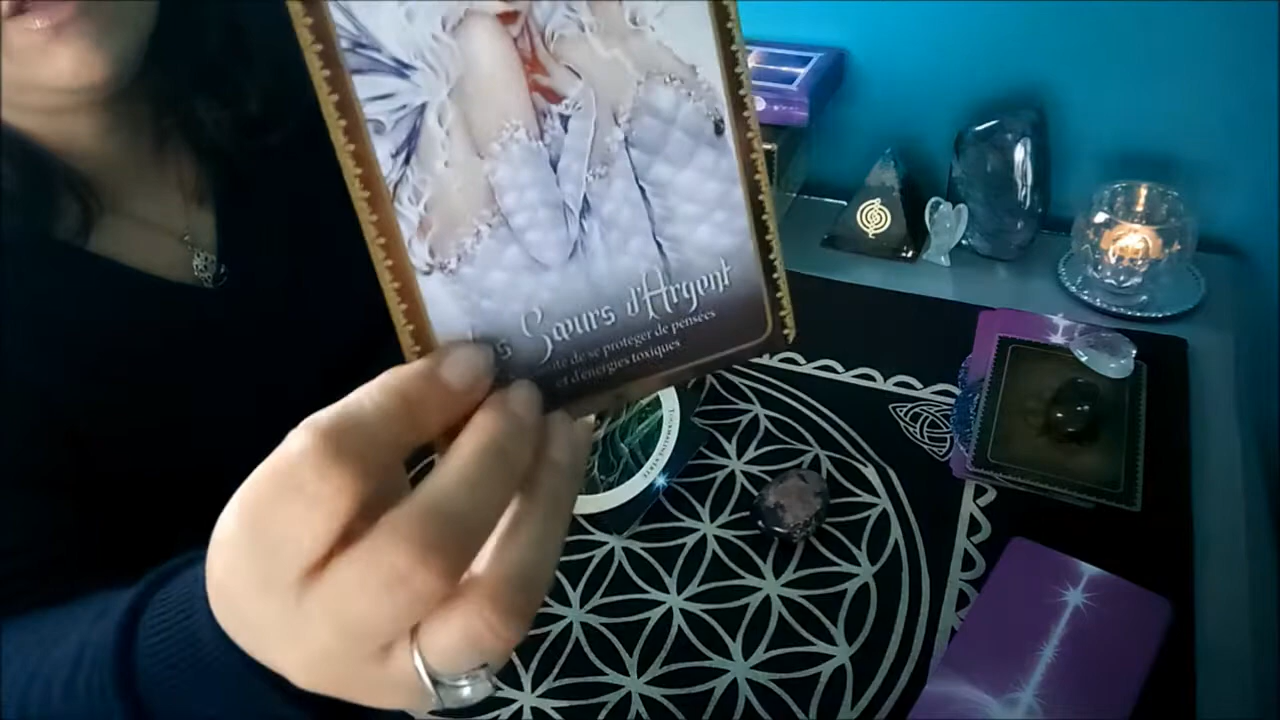 Sœurs d'Argent
de se protéger de pensées
et d'énergies toxiques